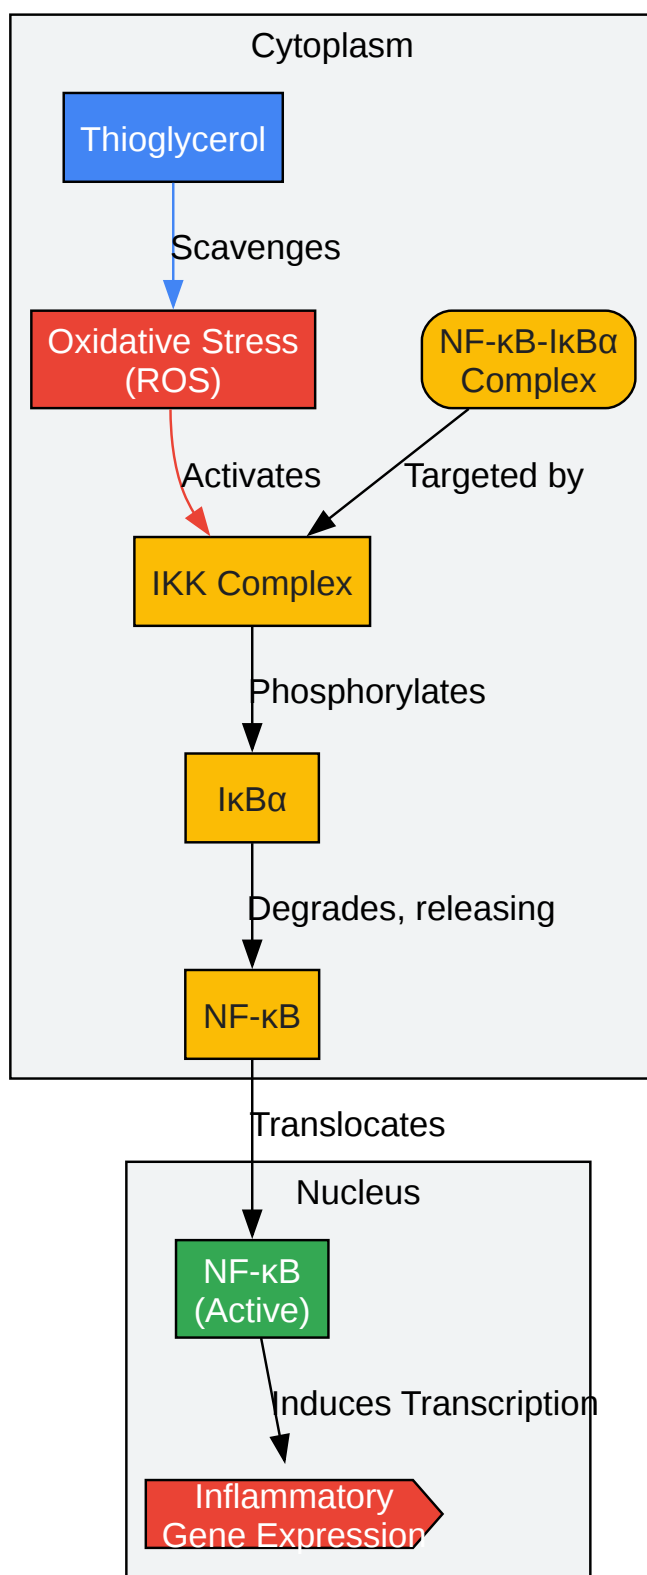 Cytoplasm
Thioglycerol
Scavenges
Oxidative Stress
(ROS)
NF-κB-IκBα
Complex
Activates
Targeted by
IKK Complex
Phosphorylates
IκBα
Degrades, releasing
NF-κB
Translocates
Nucleus
NF-κB
(Active)
Induces Transcription
Inflammatory
Gene Expression